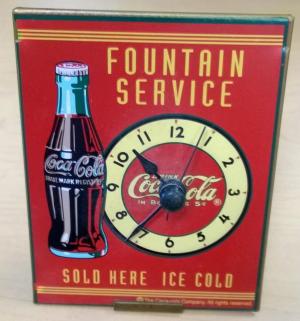 FOUNTAIN
SERVICE
Coca-Cola
TRADE MARK REGISTERED
12
1
2
3
4
5
6
7
8
9
10
11
DRINK
Coca-Cola
IN BOTTLES 5¢
®
SOLD HERE ICE COLD
© The Coca-Cola Company. All rights reserved.